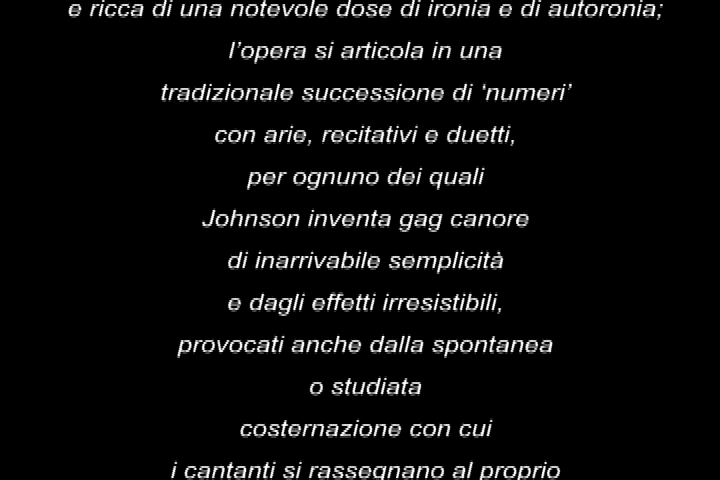 e ricca di una notevole dose di ironia e di autoronia;
l’opera si articola in una
tradizionale successione di ‘numeri’
con arie, recitativi e duetti,
per ognuno dei quali
Johnson inventa gag canore
di inarrivabile semplicità
e dagli effetti irresistibili,
provocati anche dalla spontanea
o studiata
costernazione con cui
i cantanti si rassegnano al proprio